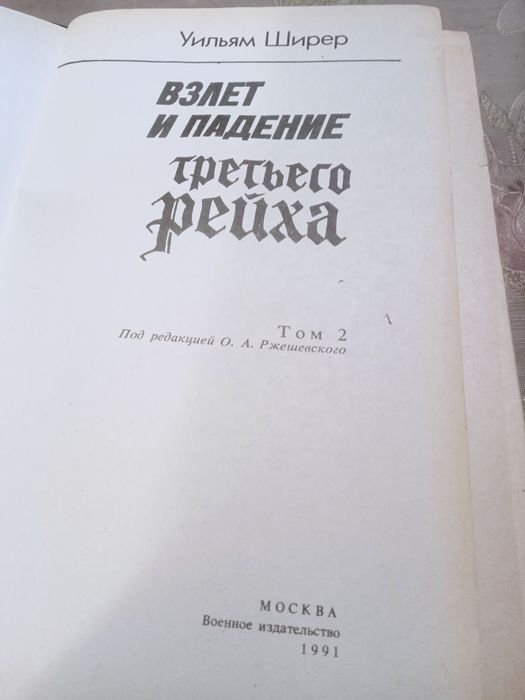 Уильям Ширер
ВЗЛЕТ
И ПАДЕНИЕ
третьего
рейха
Том 2
Под редакцией О. А. Ржешевского
МОСКВА
Военное издательство
1991